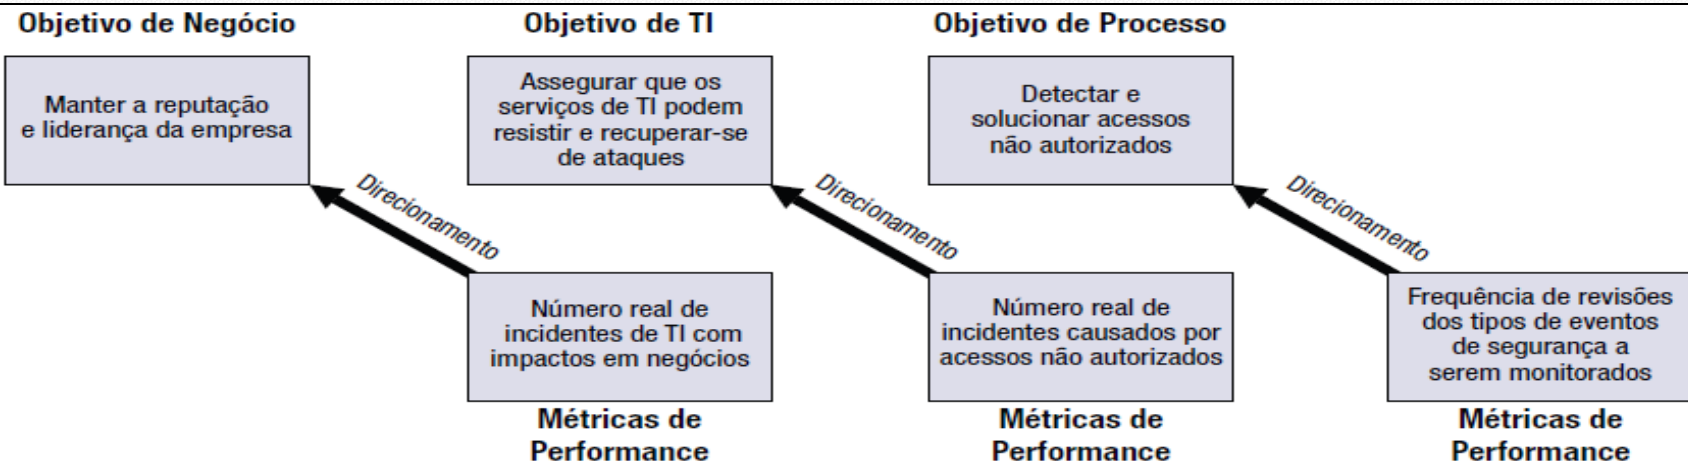 Objetivo de Negócio
Objetivo de TI
Objetivo de Processo
Manter a reputação
e liderança da empresa
Assegurar que os
serviços de TI podem
resistir e recuperar-se
de ataques
Detectar e
solucionar acessos
não autorizados
Direcionamento
Direcionamento
Direcionamento
Número real de
incidentes de TI com
impactos em negócios
Número real de
incidentes causados por
acessos não autorizados
Frequência de revisões
dos tipos de eventos
de segurança a
serem monitorados
Métricas de
Performance
Métricas de
Performance
Métricas de
Performance